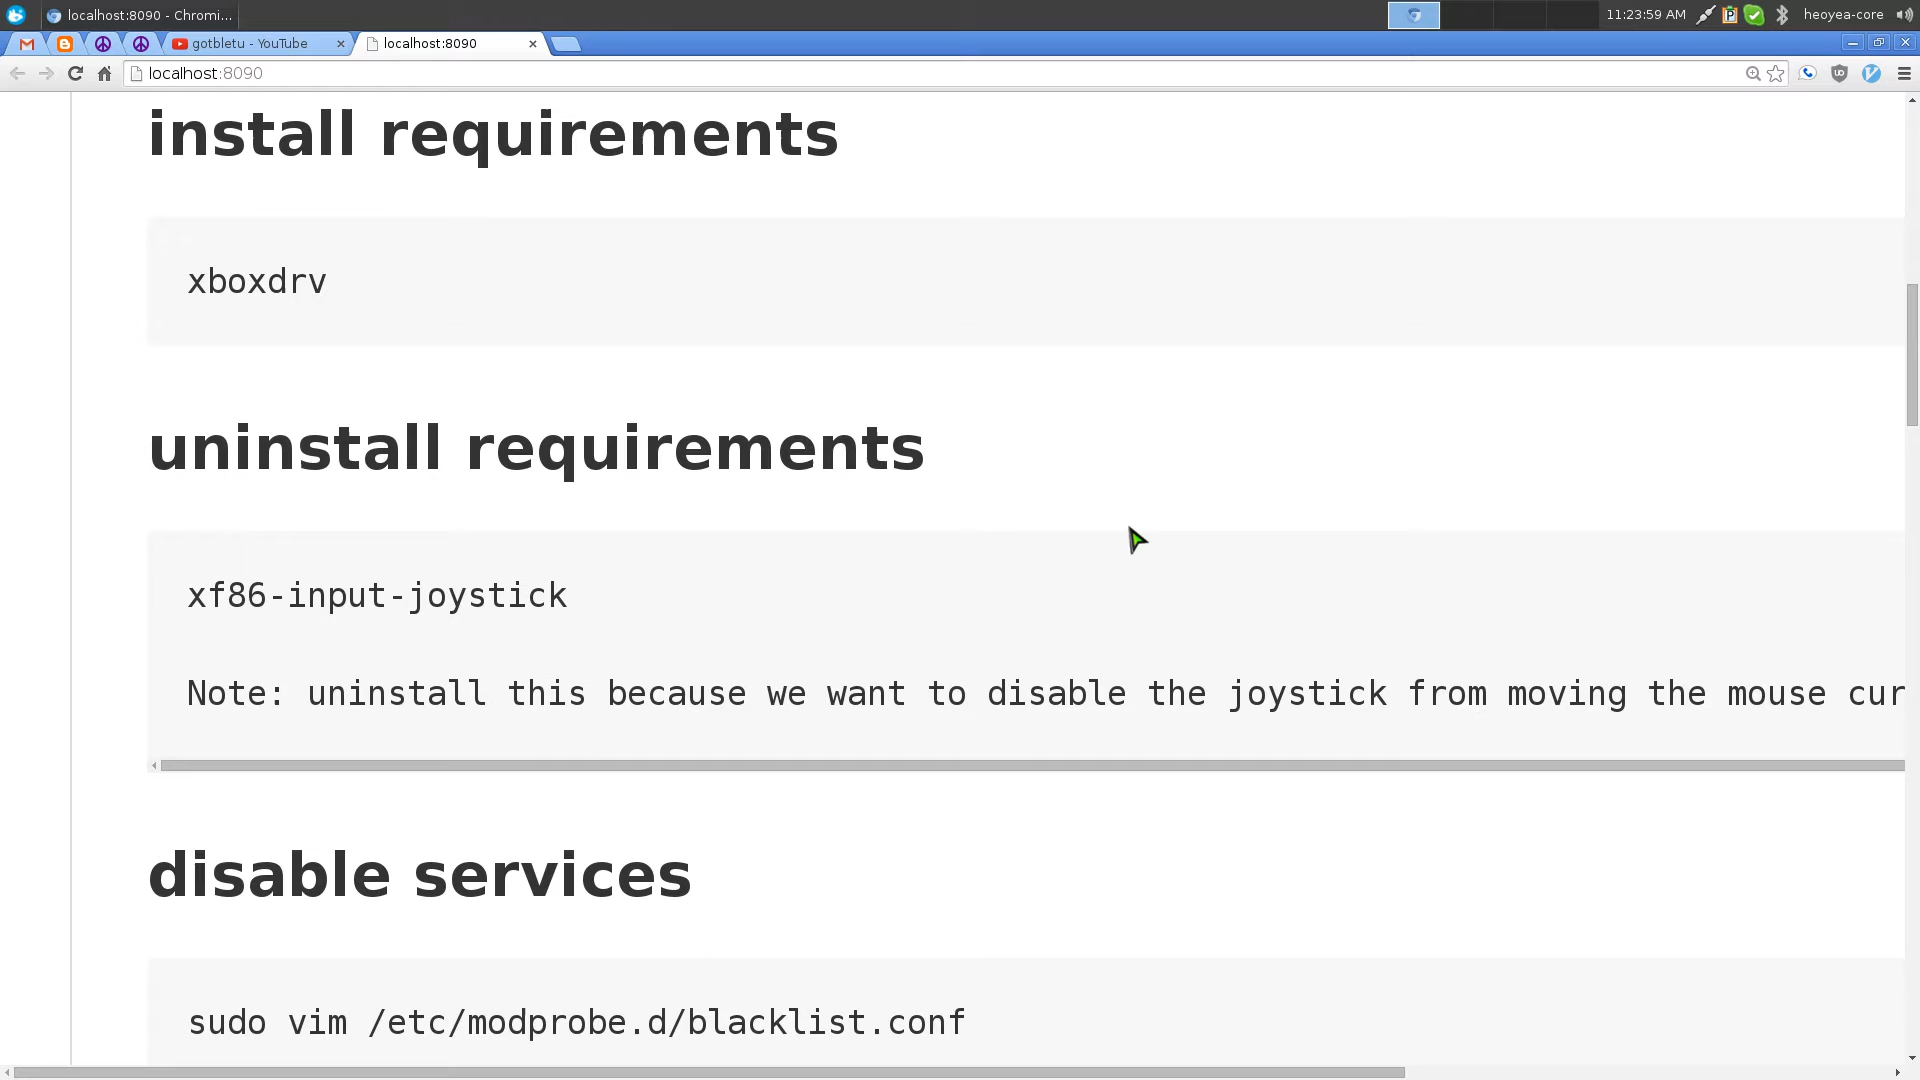 localhost:8090 - Chromi...
11:23:59 AM
heoyea-core
gotbletu - YouTube
localhost:8090
localhost:8090
install requirements
xboxdrv
uninstall requirements
xf86-input-joystick
Note: uninstall this because we want to disable the joystick from moving the mouse cur
disable services
sudo vim /etc/modprobe.d/blacklist.conf